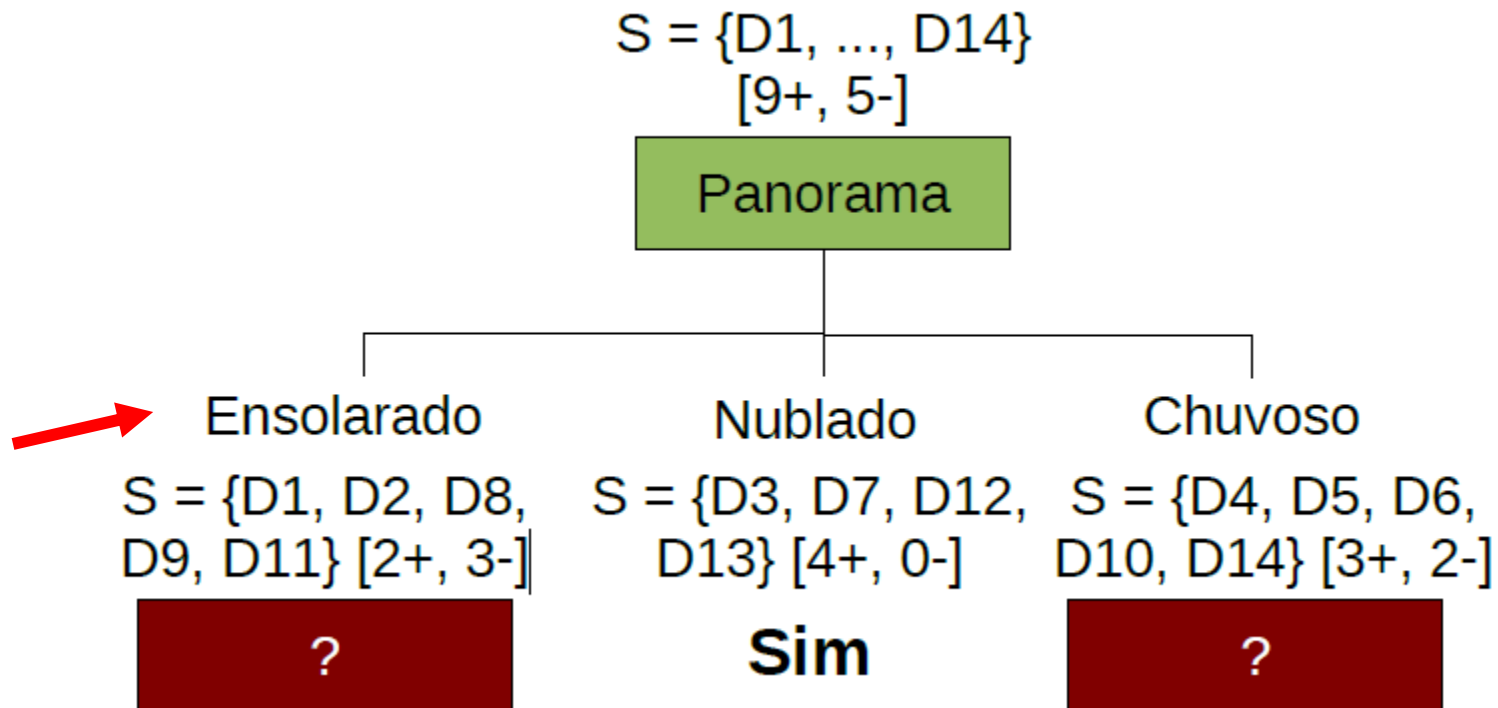 S = {D1, ..., D14}
[9+, 5-]
Panorama
Ensolarado
Nublado
Chuvoso
S = {D1, D2, D8,
D9, D11} [2+, 3-]
S = {D3, D7, D12,
D13} [4+, 0-]
S = {D4, D5, D6,
D10, D14} [3+, 2-]
?
Sim
?